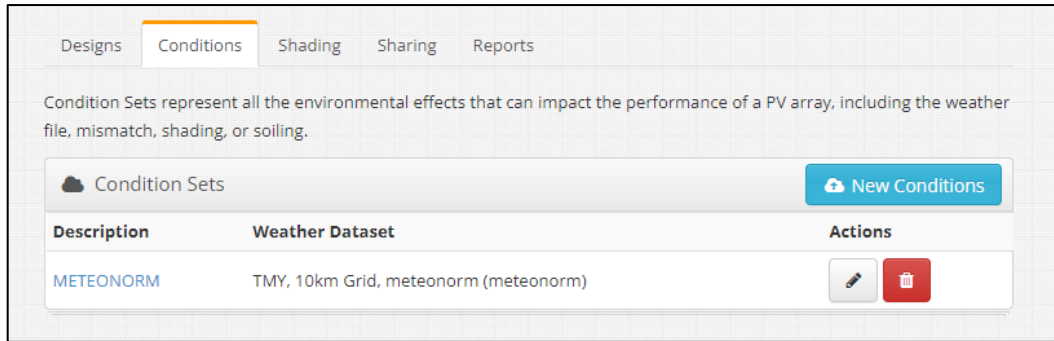 Designs Conditions Shading Sharing Reports
Condition Sets represent all the environmental effects that can impact the performance of a PV array, including the weather
file, mismatch, shading, or soiling.
Condition Sets New Conditions
Description Weather Dataset Actions
METEONORM TMY, 10km Grid, meteonorm (meteonorm)